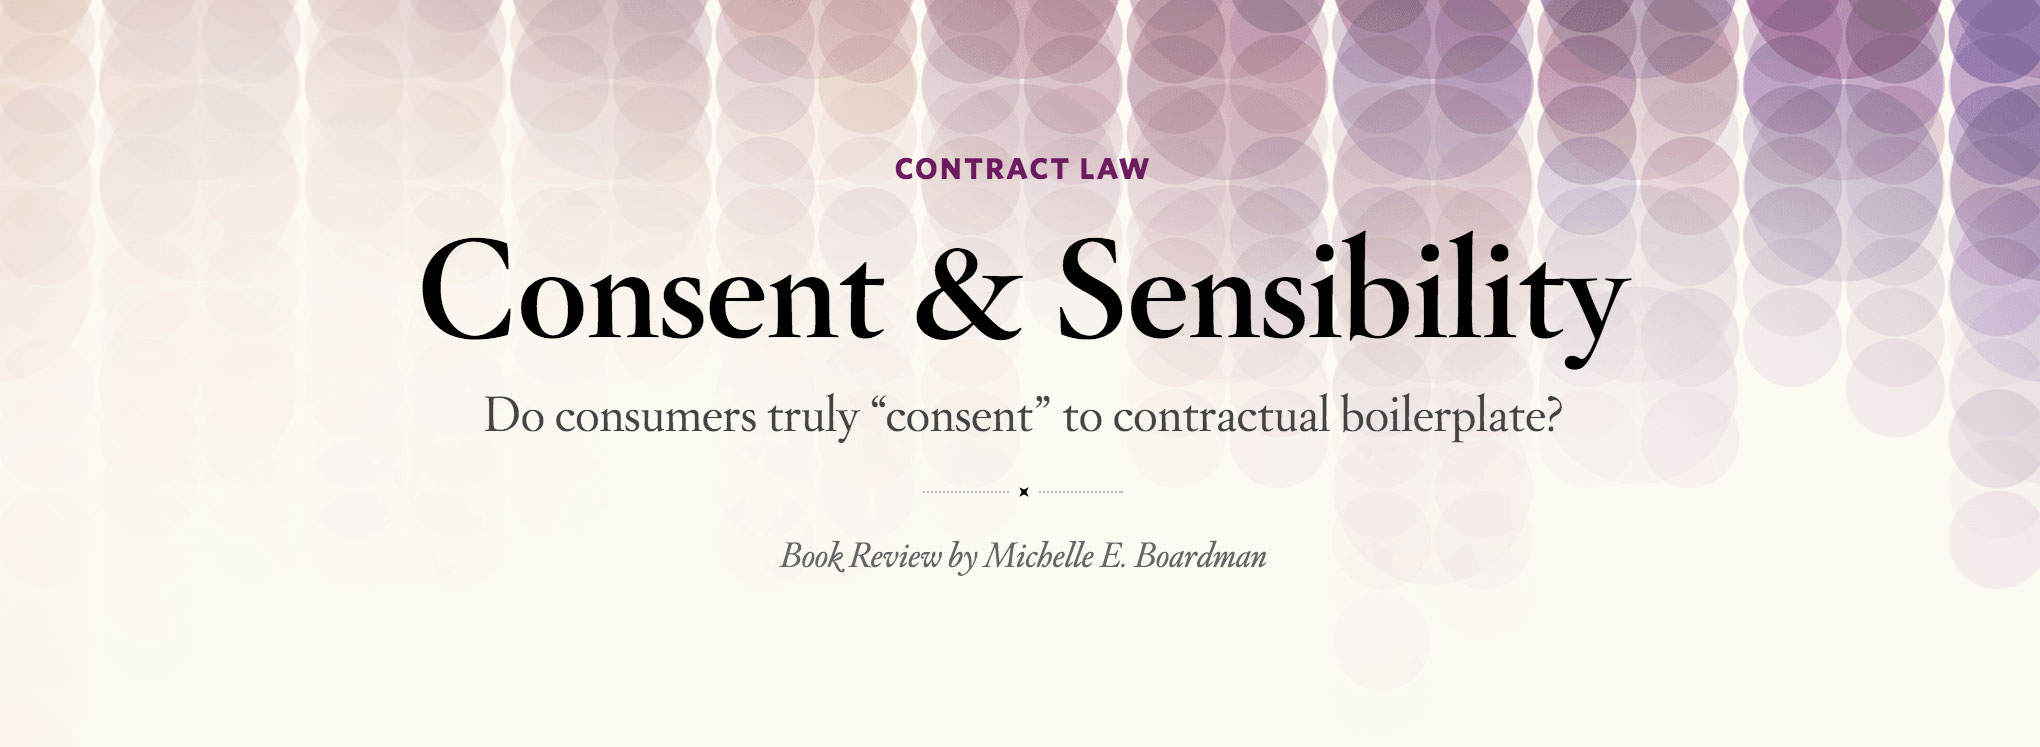 CONTRACT LAW
Consent & Sensibility
Do consumers truly “consent” to contractual boilerplate?
Book Review by Michelle E. Boardman